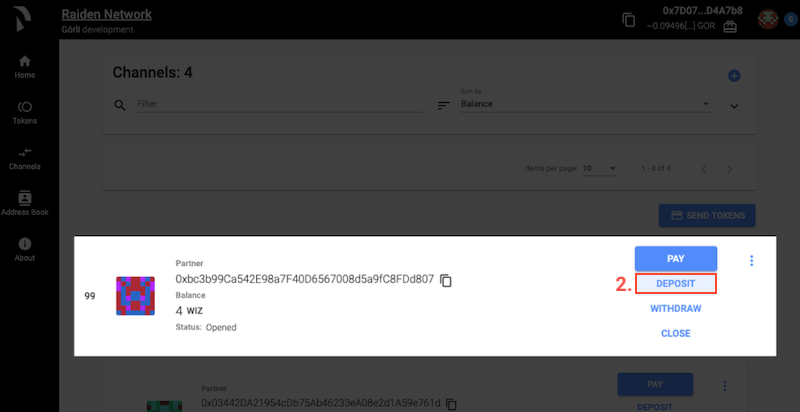 Raiden Network
Görli development
0x7D07...D4A7b8
~0.09496[...] GOR
0
Home
Tokens
Channels
Address Book
About
Channels: 4
Filter
Sort by
Balance
Items per page: 10
1 - 4 of 4
SEND TOKENS
99
Partner
0xbc3b99Ca542E98a7F40D6567008d5a9fC8FDd807
Balance
4 WIZ
Status: Opened
PAY
2. DEPOSIT
WITHDRAW
CLOSE
Partner
0x03442DA21954cDb75Ab46233eA08e2d1A59e761d
PAY
DEPOSIT